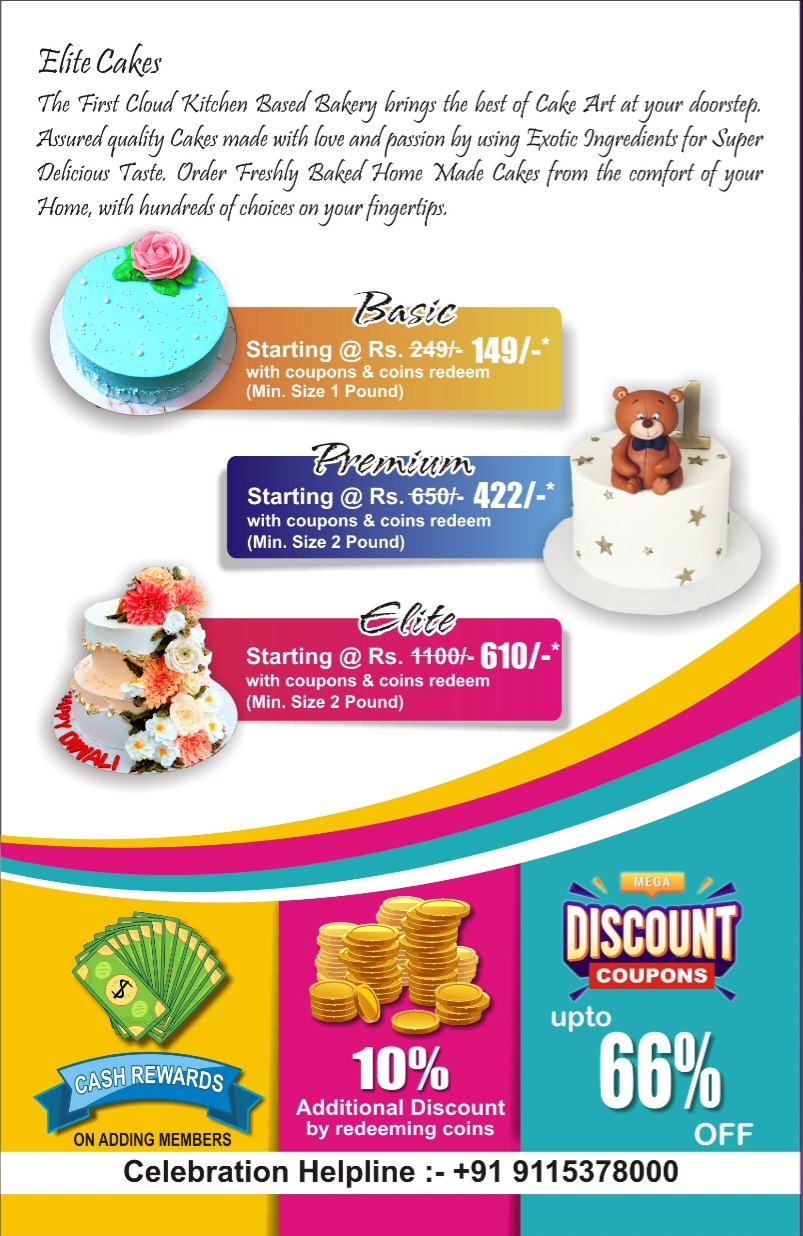 Elite Cakes
The First Cloud Kitchen Based Bakery brings the best of Cake Art at your doorstep.
Assured quality Cakes made with love and passion by using Exotic Ingredients for Super
Delicious Taste. Order Freshly Baked Home Made Cakes from the comfort of your
Home, with hundreds of choices on your fingertips.
Basic
Starting @ Rs. 249/- 149/-*
with coupons & coins redeem
(Min. Size 1 Pound)
1
Premium
Starting @ Rs. 650/- 422/-*
with coupons & coins redeem
(Min. Size 2 Pound)
Elite
Starting @ Rs. 1100/- 610/-*
with coupons & coins redeem
(Min. Size 2 Pound)
HAPPY DIWALI
$
CASH REWARDS
ON ADDING MEMBERS
10%
Additional Discount
by redeeming coins
MEGA
DISCOUNT
COUPONS
upto
66%
OFF
Celebration Helpline :- +91 9115378000